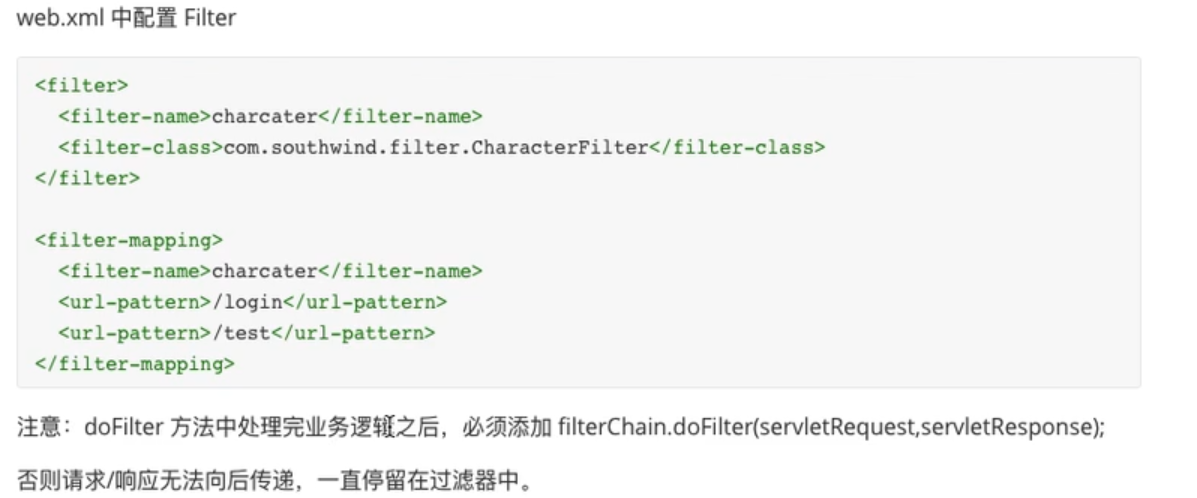 web.xml 中配置 Filter
<filter>
<filter-name>charcater</filter-name>
<filter-class>com.southwind.filter.CharacterFilter</filter-class>
</filter>
<filter-mapping>
<filter-name>charcater</filter-name>
<url-pattern>/login</url-pattern>
<url-pattern>/test</url-pattern>
</filter-mapping>
注意：doFilter 方法中处理完业务逻辑之后，必须添加 filterChain.doFilter(servletRequest,servletResponse);
否则请求/响应无法向后传递，一直停留在过滤器中。